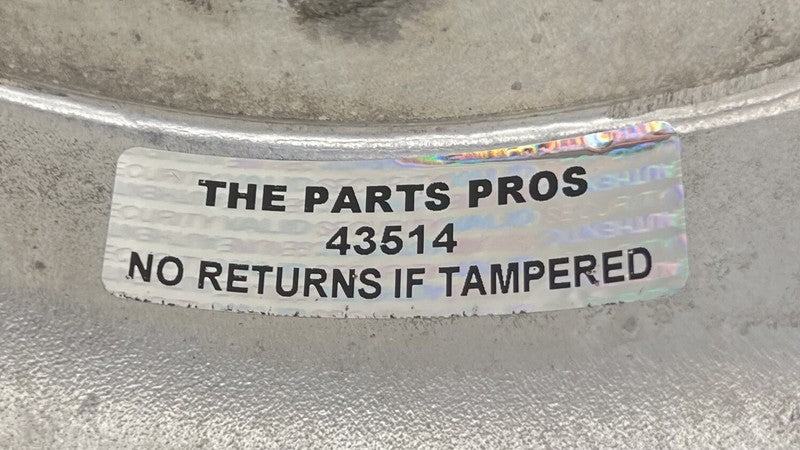 THE PARTS PROS
43514
NO RETURNS IF TAMPERED